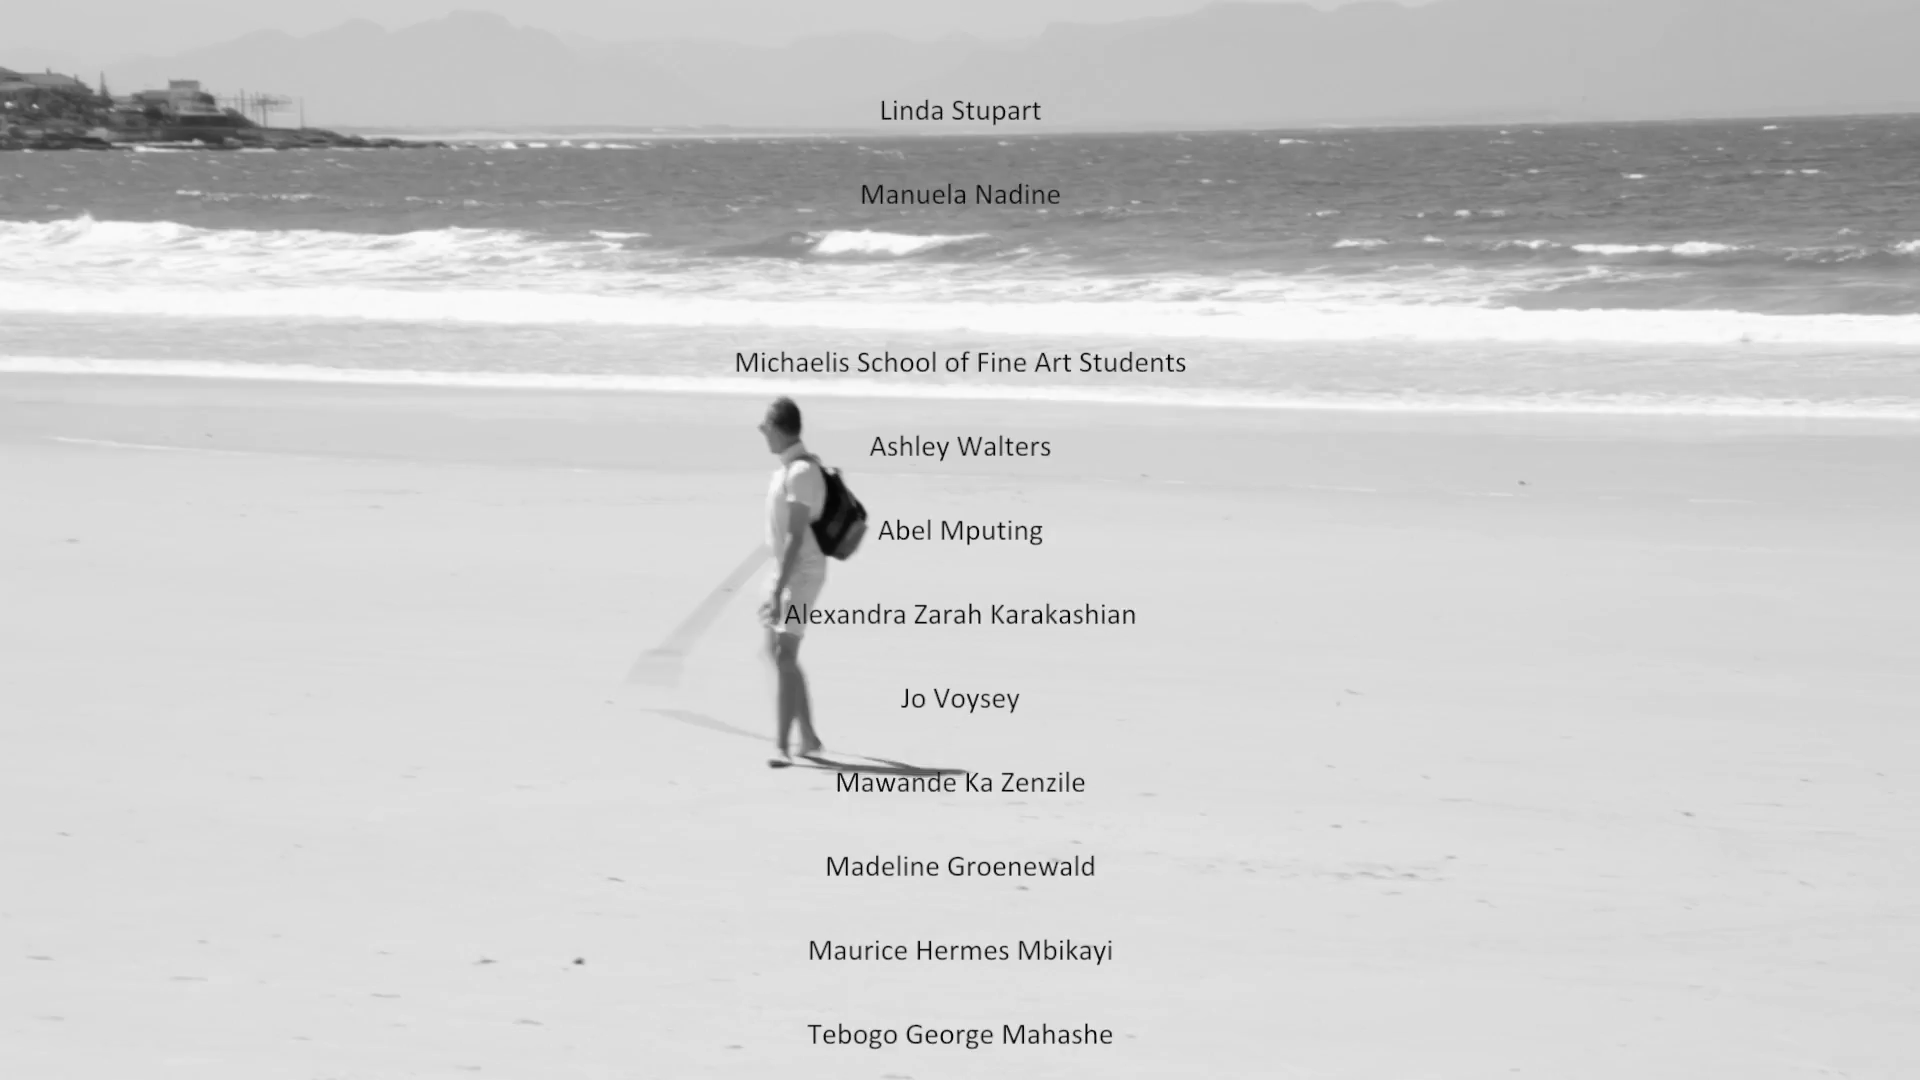 Linda Stupart
Manuela Nadine
Michaelis School of Fine Art Students
Ashley Walters
Abel Mputing
Alexandra Zarah Karakashian
Jo Voysey
Mawande Ka Zenzile
Madeline Groenewald
Maurice Hermes Mbikayi
Tebogo George Mahashe